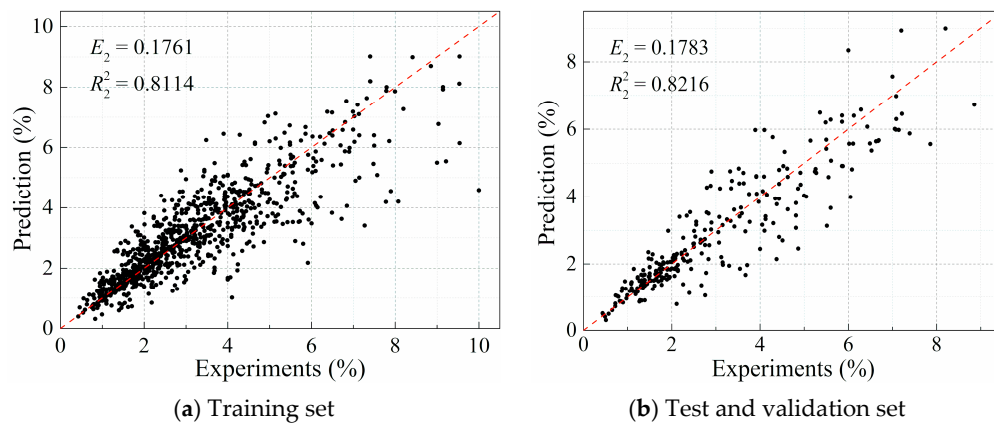 E₂ = 0.1761
R₂² = 0.8114
Prediction (%)
10
8
6
4
2
0
0 2 4 6 8 10
Experiments (%)
(a) Training set
E₂ = 0.1783
R₂² = 0.8216
Prediction (%)
8
6
4
2
0
0 2 4 6 8
Experiments (%)
(b) Test and validation set